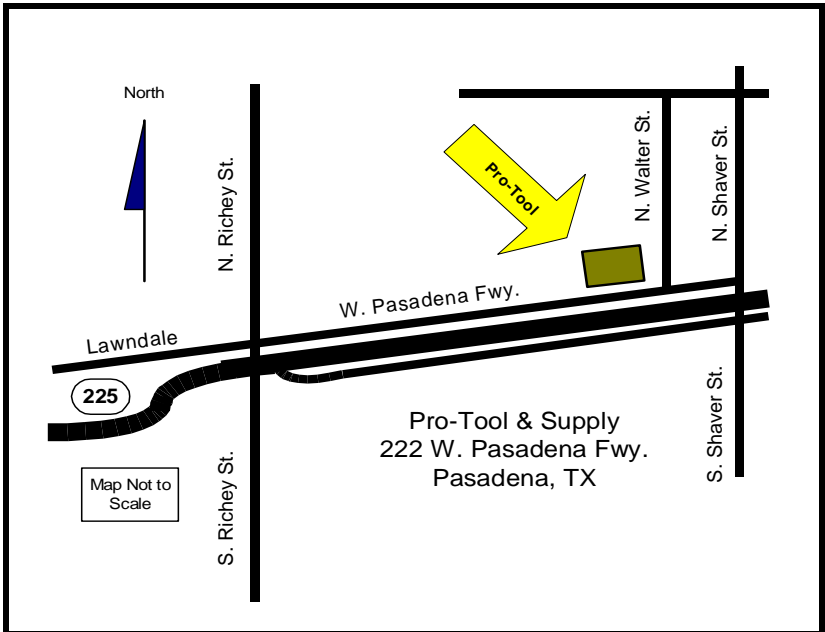 North
N. Richey St.
Pro-Tool
N. Walter St.
N. Shaver St.
W. Pasadena Fwy.
Lawndale
225
Pro-Tool & Supply
222 W. Pasadena Fwy.
Pasadena, TX
S. Shaver St.
Map Not to
Scale
S. Richey St.